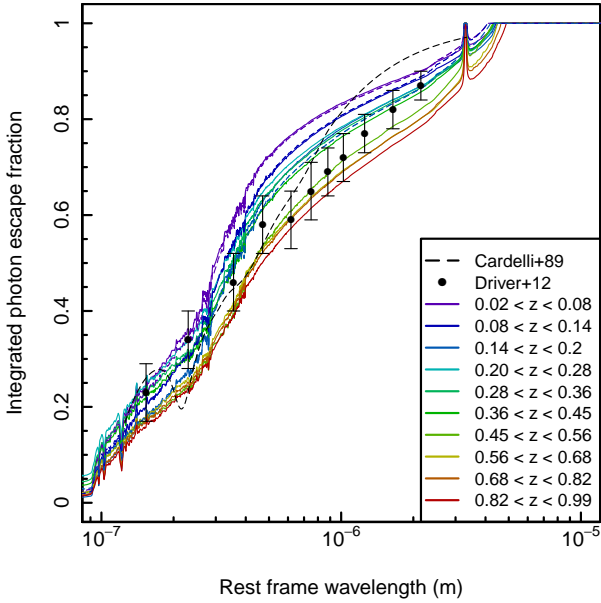 Integrated photon escape fraction
1
0.8
0.6
0.4
0.2
0
Cardelli+89
Driver+12
0.02 < z < 0.08
0.08 < z < 0.14
0.14 < z < 0.2
0.20 < z < 0.28
0.28 < z < 0.36
0.36 < z < 0.45
0.45 < z < 0.56
0.56 < z < 0.68
0.68 < z < 0.82
0.82 < z < 0.99
10⁻⁷ 10⁻⁶ 10⁻⁵
Rest frame wavelength (m)